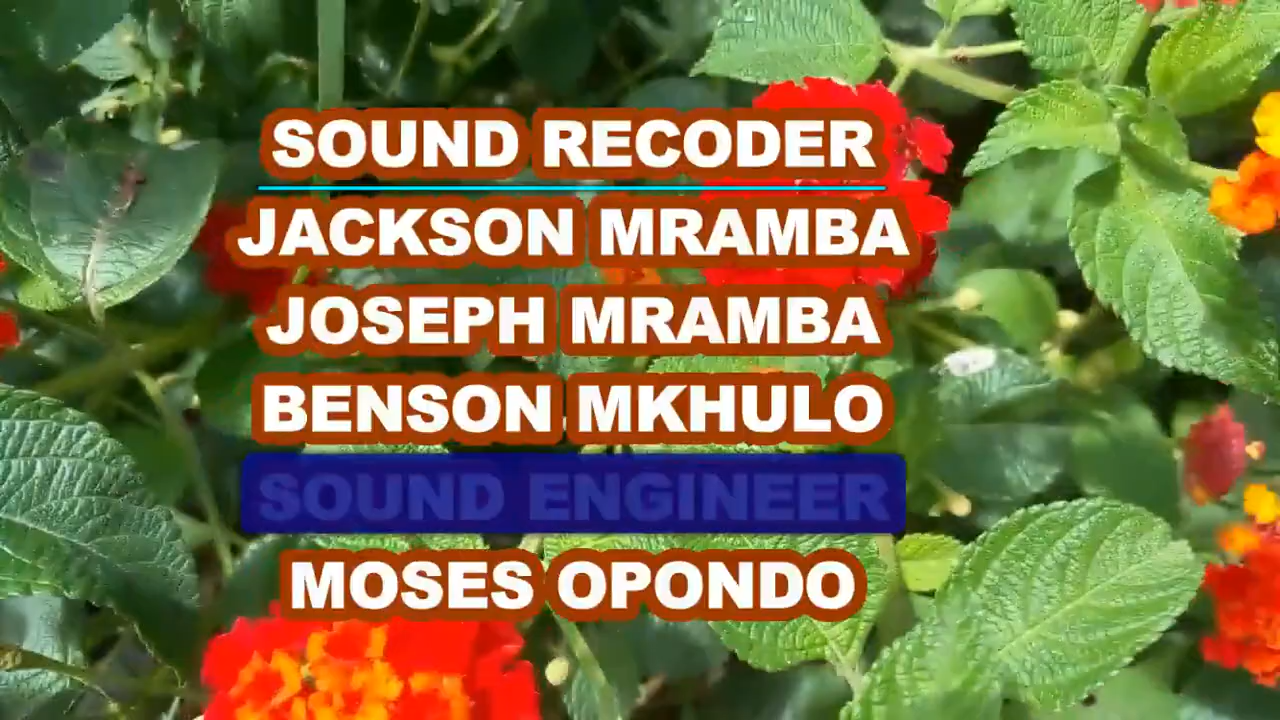 SOUND RECODER
JACKSON MRAMBA
JOSEPH MRAMBA
BENSON MKHULO
SOUND ENGINEER
MOSES OPONDO